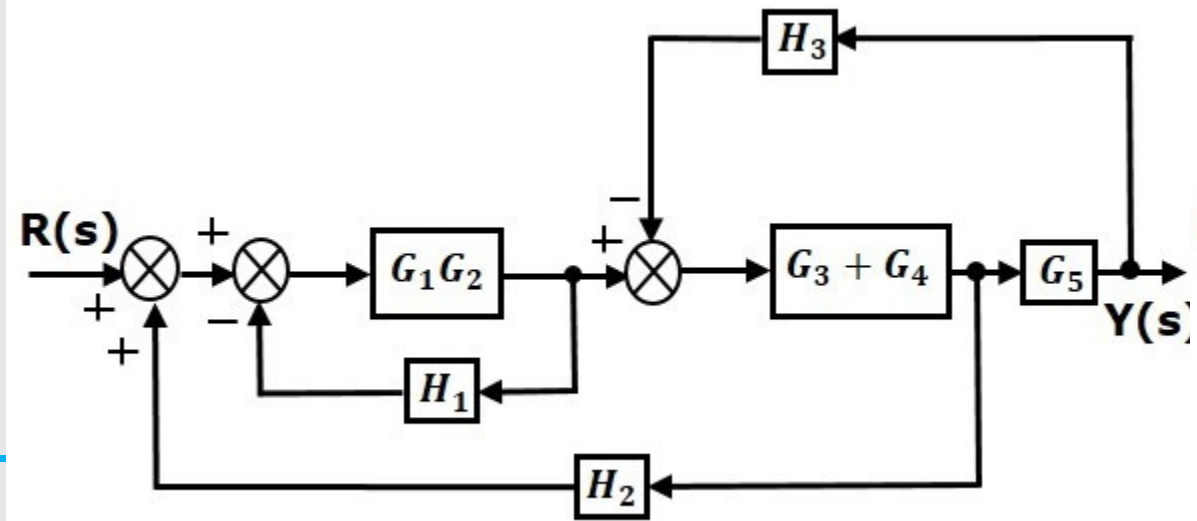 H₃
R(s)
+
+
+
−
+
−
+
G₁G₂
G₃ + G₄
G₅
Y(s)
H₁
H₂